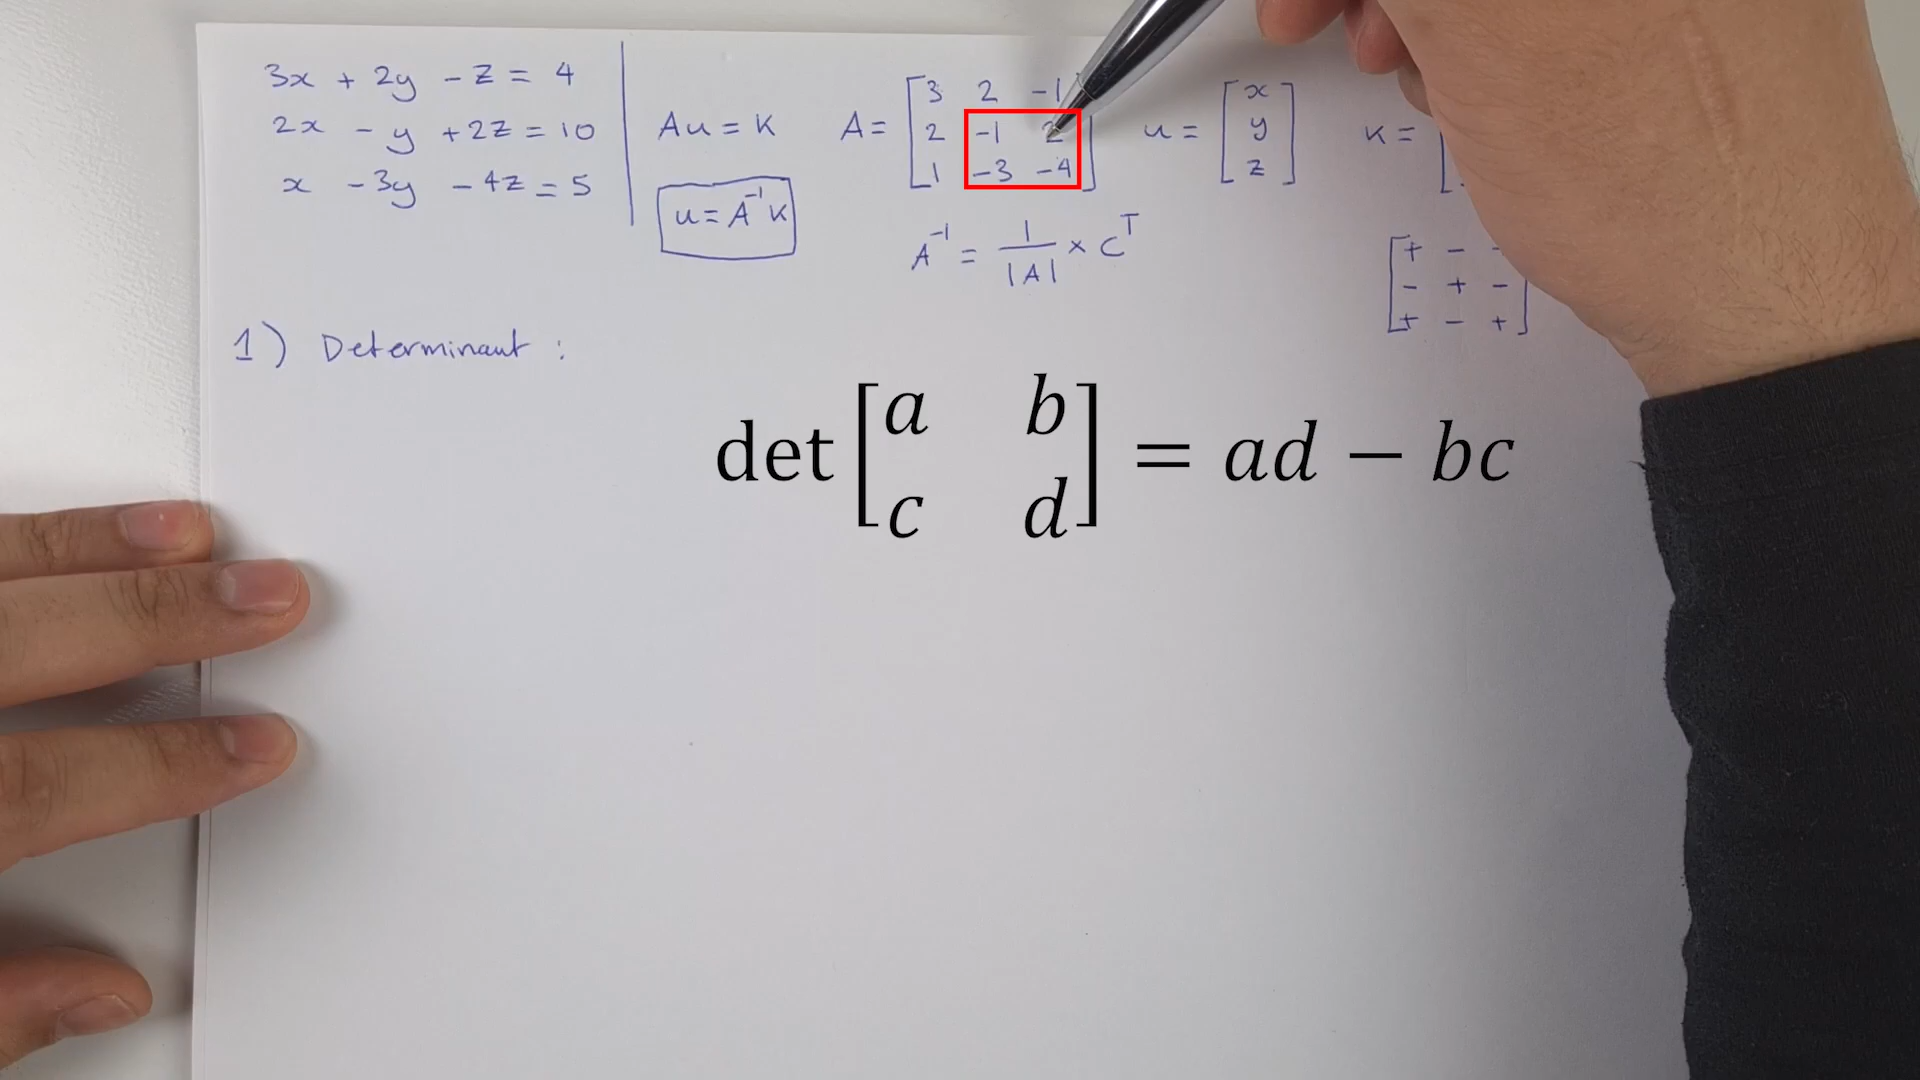 3x + 2y - z = 4
2x - y + 2z = 10
x - 3y - 4z = 5
Au = K
u = A⁻¹ K
A = [3 2 -1
2 -1 2
1 -3 -4]
u = [x
y
z]
K = [
A⁻¹ = 1/|A| × Cᵀ
[+ - 
- + -
+ - +]
1) Determinant :
det [a b
c d] = ad − bc